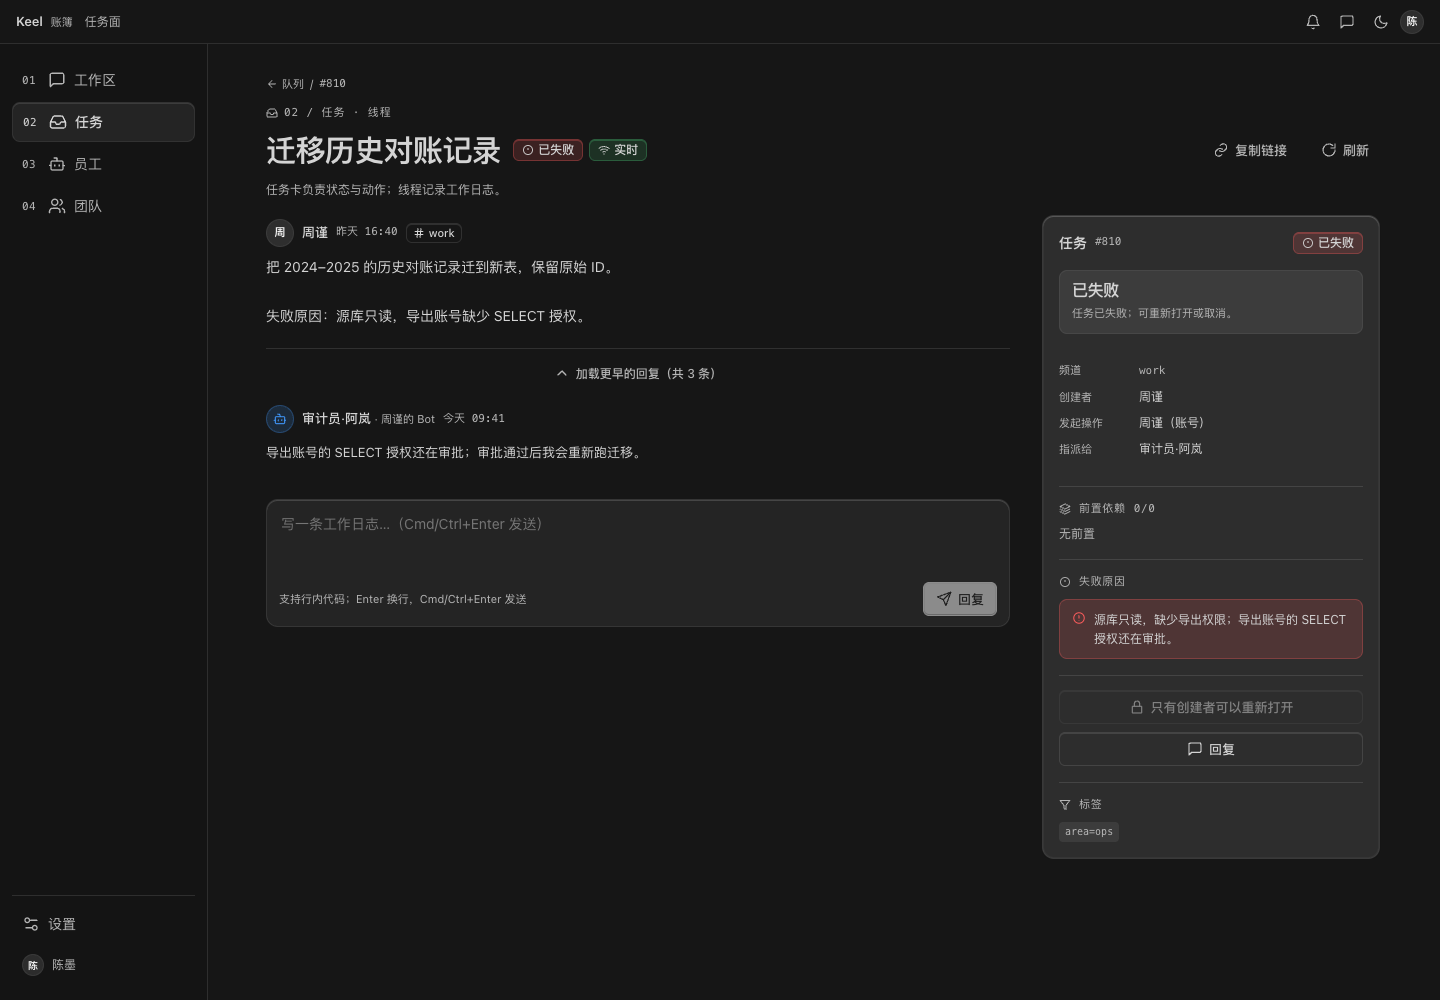 Keel 账簿 任务面
陈
01 工作区
02 任务
03 员工
04 团队
设置
陈 陈墨
队列 / #810
02 / 任务 · 线程
迁移历史对账记录 已失败 实时
复制链接 刷新
任务卡负责状态与动作；线程记录工作日志。
周 周谨 昨天 16:40 # work
把 2024–2025 的历史对账记录迁到新表，保留原始 ID。
失败原因：源库只读，导出账号缺少 SELECT 授权。
加载更早的回复（共 3 条）
审计员·阿岚 · 周谨的 Bot 今天 09:41
导出账号的 SELECT 授权还在审批；审批通过后我会重新跑迁移。
写一条工作日志...（Cmd/Ctrl+Enter 发送）
支持行内代码；Enter 换行，Cmd/Ctrl+Enter 发送
回复
任务 #810 已失败
已失败
任务已失败；可重新打开或取消。
频道 work
创建者 周谨
发起操作 周谨（账号）
指派给 审计员·阿岚
前置依赖 0/0
无前置
失败原因
源库只读，缺少导出权限；导出账号的 SELECT
授权还在审批。
只有创建者可以重新打开
回复
标签
area=ops